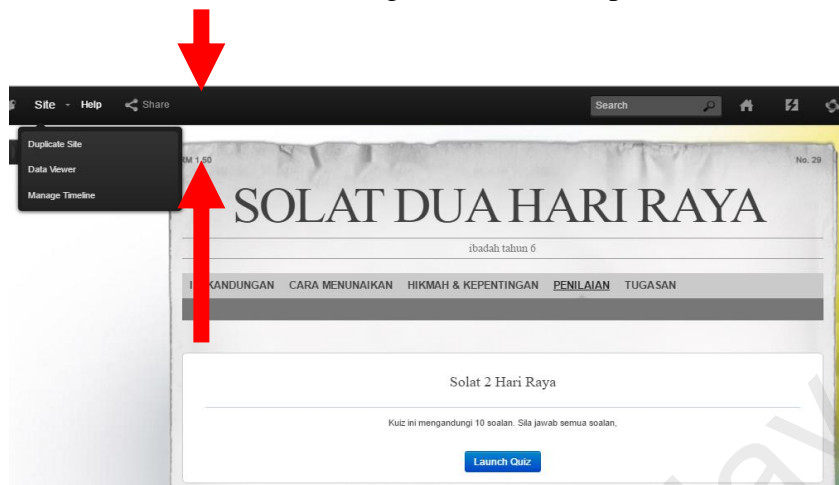 Site - Help Share Search
Duplicate Site
Data Viewer
Manage Timeline
RM 1.50 No. 29
SOLAT DUA HARI RAYA
ibadah tahun 6
KANDUNGAN CARA MENUNAIKAN HIKMAH & KEPENTINGAN PENILAIAN TUGASAN
Solat 2 Hari Raya
Kuiz ini mengandungi 10 soalan. Sila jawab semua soalan,
Launch Quiz